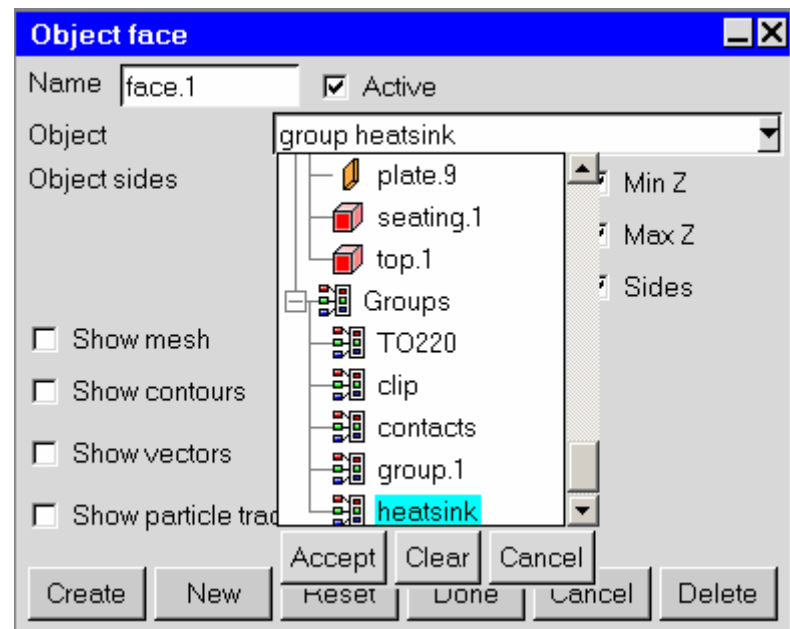 Object face
Name face.1 Active
Object group heatsink
Object sides plate.9 Min Z
seating.1 Max Z
top.1 Sides
Groups
Show mesh TO220
Show contours clip
contacts
Show vectors group.1
Show particle trac heatsink
Accept Clear Cancel
Create New Reset Done Cancel Delete